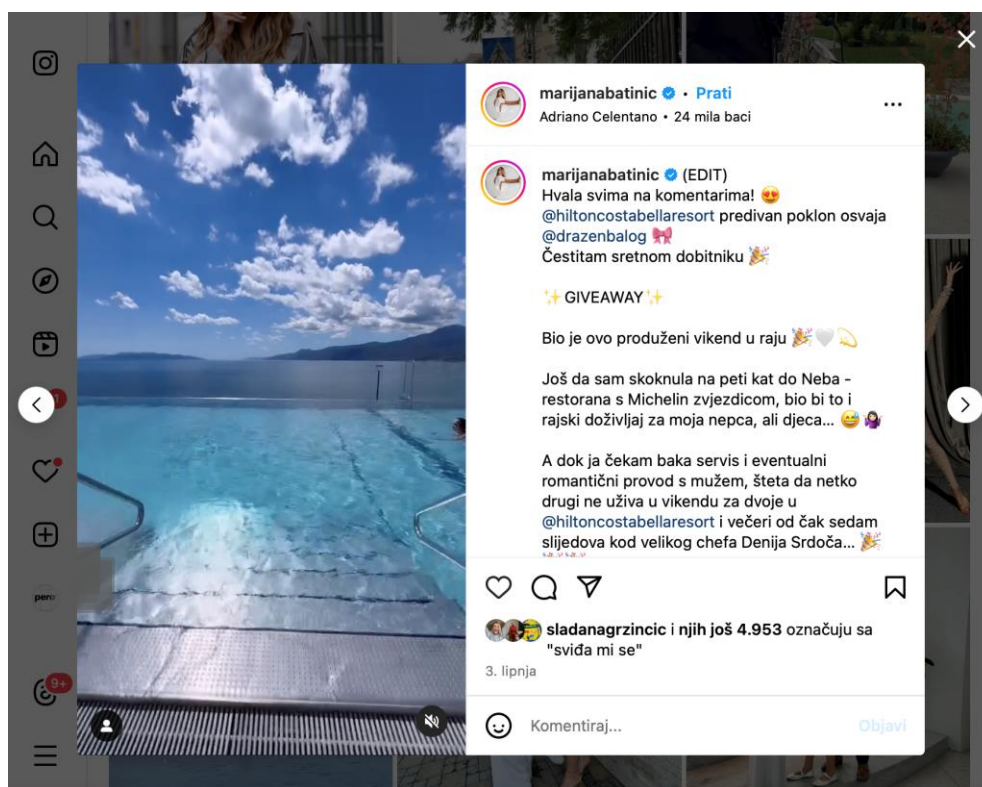 marijanabatinic • Prati
Adriano Celentano • 24 mila baci
marijanabatinic (EDIT)
Hvala svima na komentarima! 😍
@hiltoncostabellaresort predivan poklon osvaja
@drazenbalog 🎀
Čestitam sretnom dobitniku 🎉
✨ GIVEAWAY ✨
Bio je ovo produženi vikend u raju 🎉🤍💫
Još da sam skoknula na peti kat do Neba -
restorana s Michelin zvjezdicom, bio bi to i
rajski doživljaj za moja nepca, ali djeca... 😅🤷🏻‍♀️
A dok ja čekam baka servis i eventualni
romantični provod s mužem, šteta da netko
drugi ne uživa u vikendu za dvoje u
@hiltoncostabellaresort i večeri od čak sedam
slijedova kod velikog chefa Denija Srdoča... 🎉
1
pero
9+
sladanagrzincic i njih još 4.953 označuju sa
"sviđa mi se"
3. lipnja
Komentiraj...
Objavi